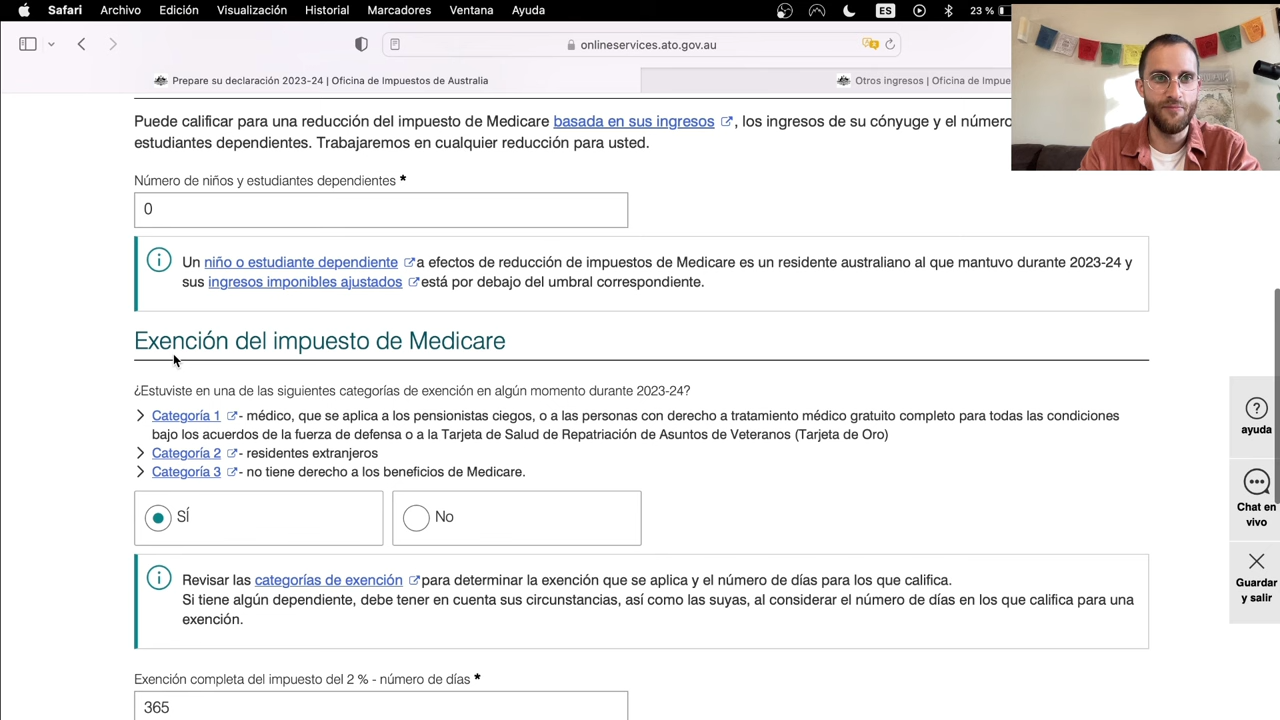 Safari Archivo Edición Visualización Historial Marcadores Ventana Ayuda ES 23 %
onlineservices.ato.gov.au
Prepare su declaración 2023-24 | Oficina de Impuestos de Australia
Otros ingresos | Oficina de Impue
Puede calificar para una reducción del impuesto de Medicare basada en sus ingresos , los ingresos de su cónyuge y el número
estudiantes dependientes. Trabajaremos en cualquier reducción para usted.
Número de niños y estudiantes dependientes *
0
Un niño o estudiante dependiente a efectos de reducción de impuestos de Medicare es un residente australiano al que mantuvo durante 2023-24 y
sus ingresos imponibles ajustados está por debajo del umbral correspondiente.
Exención del impuesto de Medicare
¿Estuviste en una de las siguientes categorías de exención en algún momento durante 2023-24?
Categoría 1 - médico, que se aplica a los pensionistas ciegos, o a las personas con derecho a tratamiento médico gratuito completo para todas las condiciones
bajo los acuerdos de la fuerza de defensa o a la Tarjeta de Salud de Repatriación de Asuntos de Veteranos (Tarjeta de Oro)
Categoría 2 - residentes extranjeros
Categoría 3 - no tiene derecho a los beneficios de Medicare.
SÍ
No
Revisar las categorías de exención para determinar la exención que se aplica y el número de días para los que califica.
Si tiene algún dependiente, debe tener en cuenta sus circunstancias, así como las suyas, al considerar el número de días en los que califica para una
exención.
Exención completa del impuesto del 2 % - número de días *
365
ayuda
Chat en
vivo
Guardar
y salir